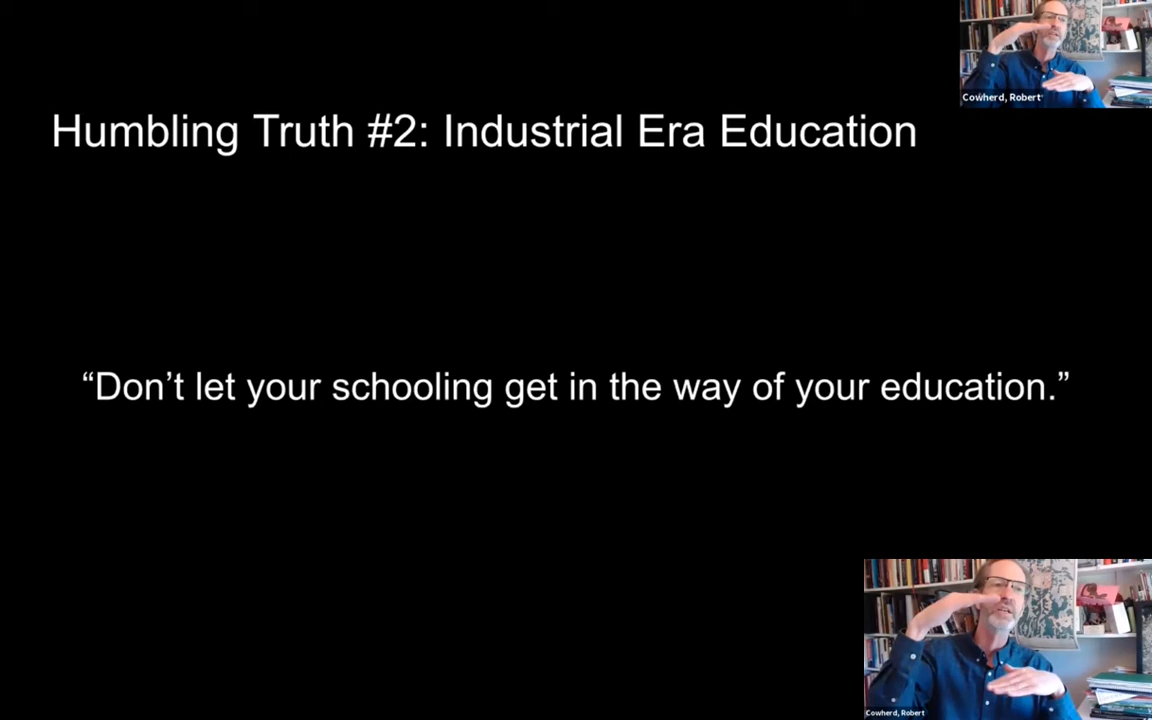 Cowherd, Robert
Humbling Truth #2: Industrial Era Education
“Don’t let your schooling get in the way of your education.”
Cowherd, Robert